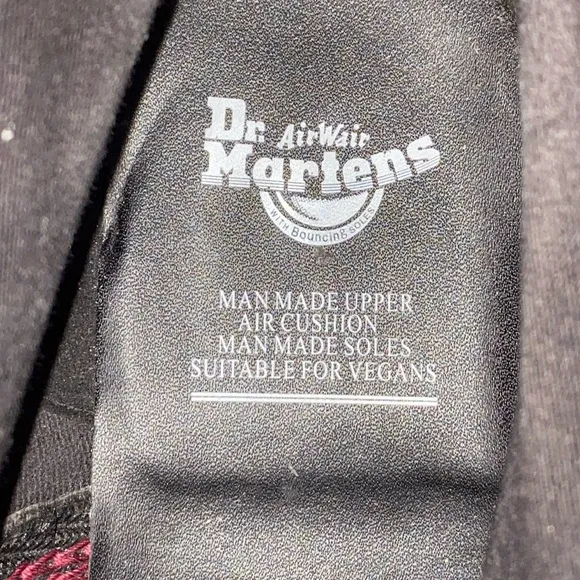 Dr. AirWair
Martens
WITH Bouncing SOLES
MAN MADE UPPER
AIR CUSHION
MAN MADE SOLES
SUITABLE FOR VEGANS